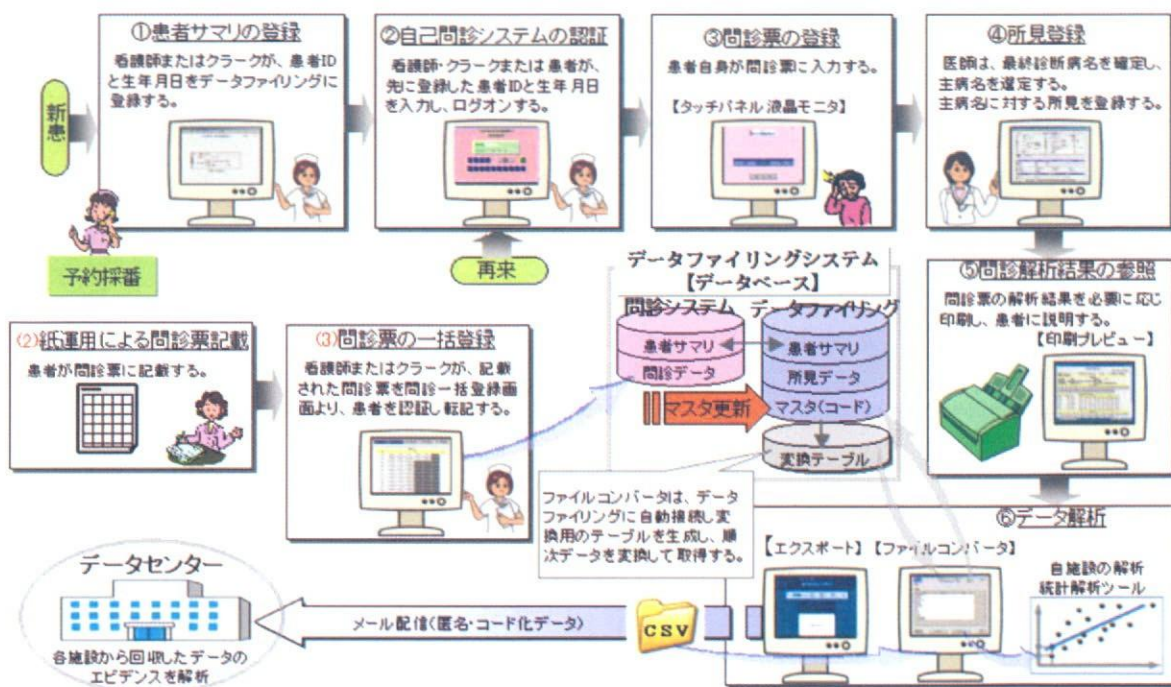 ①患者サマリの登録
看護師またはクラークが、患者ID
と生年月日をデータファイリングに
登録する。
新患
予約採番
②自己問診システムの認証
看護師・クラークまたは患者が、
先に登録した患者IDと生年月日
を入力し、ログオンする。
再来
③問診票の登録
患者自身が問診票に入力する。
【タッチパネル液晶モニタ】
④所見登録
医師は、最終診断病名を確定し、
主病名を選定する。
主病名に対する所見を登録する。
(2)紙運用による問診票記載
患者が問診票に記載する。
(3)問診票の一括登録
看護師またはクラークが、記載
された問診票を問診一括登録画
面より、患者を認証し転記する。
データファイリングシステム
【データベース】
問診システム データファイリング
患者サマリ 患者サマリ
問診データ 所見データ
マスタ更新 マスタ(コード)
変換テーブル
ファイルコンバータは、データ
ファイリングに自動接続し変
換用のテーブルを生成し、順
次データを変換して取得する。
⑤問診解析結果の参照
問診票の解析結果を必要に応じ
印刷し、患者に説明する。
【印刷プレビュー】
⑥データ解析
【エクスポート】【ファイルコンバータ】
自施設の解析
統計解析ツール
CSV
メール配信(匿名・コード化データ)
データセンター
各施設から回収したデータの
エビデンスを解析